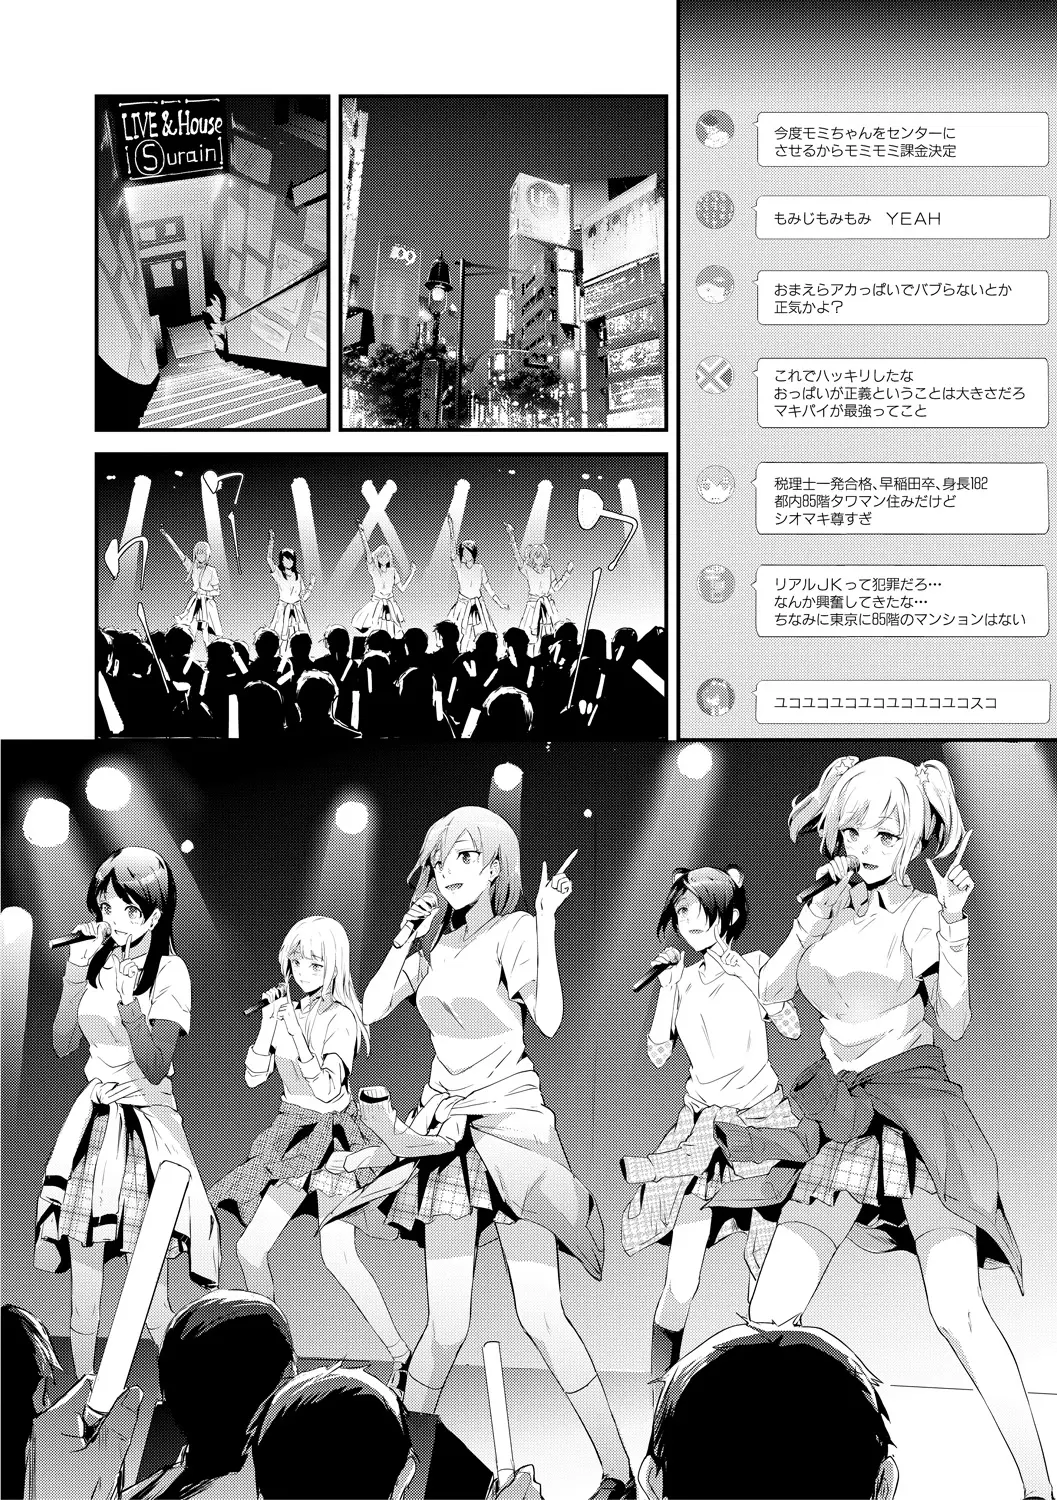 今度モミちゃんをセンターに
させるからモミモミ課金決定
もみじもみもみ　YEAH
おまえらアカっぱいでバブらないとか
正気かよ？
これでハッキリしたな
おっぱいが正義ということは大きさだろ
マキパイが最強ってこと
税理士一発合格、早稲田卒、身長182
都内85階タワマン住みだけど
シオマキ尊すぎ
リアルJKって犯罪だろ…
なんか興奮してきたな…
ちなみに東京に85階のマンションはない
ユコユコユコユコユコユコユコスコ
109
LIVE & House
Surain